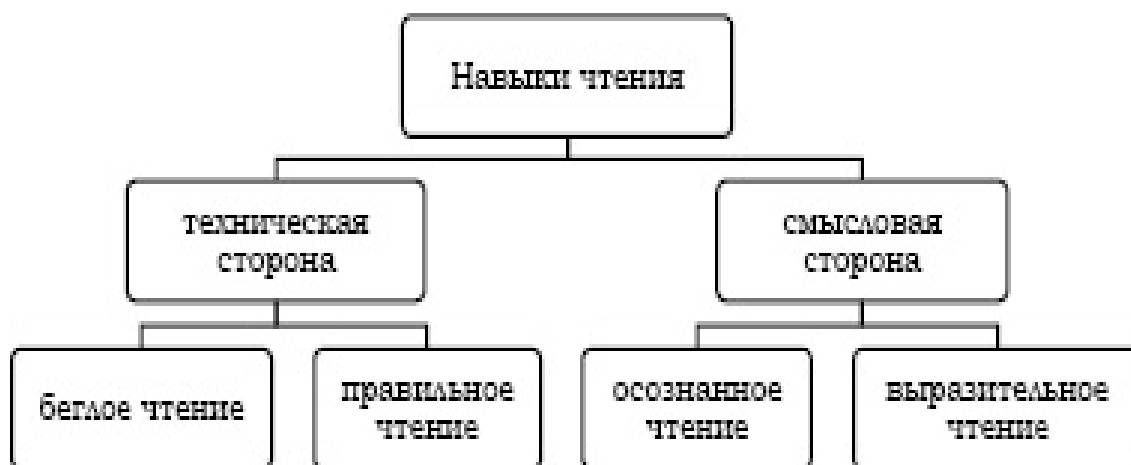 Навыки чтения
техническая
сторона
смысловая
сторона
беглое чтение
правильное
чтение
осознанное
чтение
выразительное
чтение